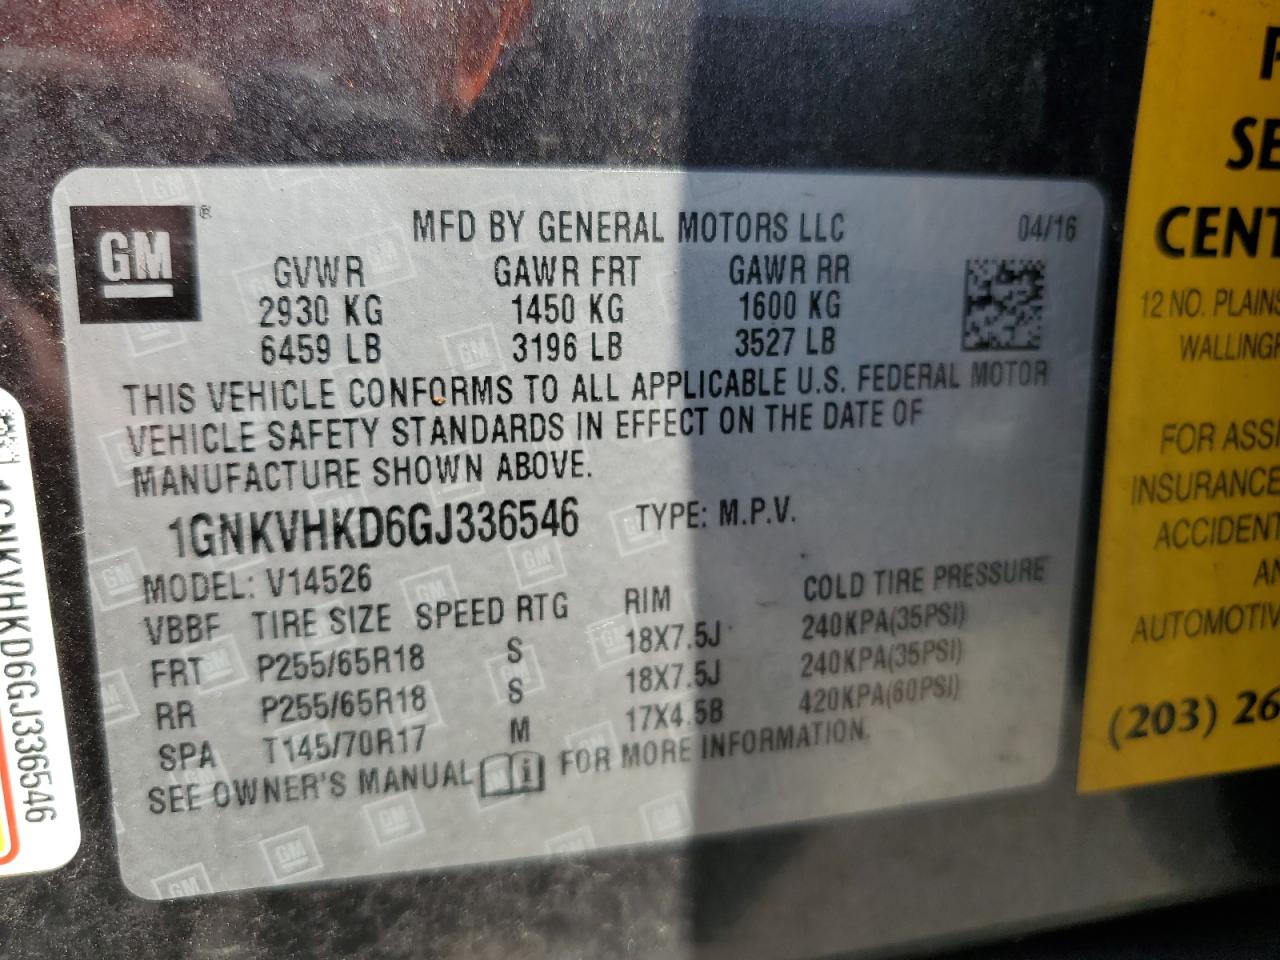 GM ®
MFD BY GENERAL MOTORS LLC 04/16
GVWR GAWR FRT GAWR RR
2930 KG 1450 KG 1600 KG
6459 LB 3196 LB 3527 LB
THIS VEHICLE CONFORMS TO ALL APPLICABLE U.S. FEDERAL MOTOR
VEHICLE SAFETY STANDARDS IN EFFECT ON THE DATE OF
MANUFACTURE SHOWN ABOVE.
1GNKVHKD6GJ336546 TYPE: M.P.V.
MODEL: V14526
VBBF TIRE SIZE SPEED RTG RIM COLD TIRE PRESSURE
FRT P255/65R18 S 18X7.5J 240KPA(35PSI)
RR P255/65R18 S 18X7.5J 240KPA(35PSI)
SPA T145/70R17 M 17X4.5B 420KPA(60PSI)
SEE OWNER'S MANUAL FOR MORE INFORMATION.
1GNKVHKD6GJ336546
SE
CENT
12 NO. PLAINS
WALLINGF
FOR ASSI
INSURANCE
ACCIDENT
AN
AUTOMOTIV
(203) 26